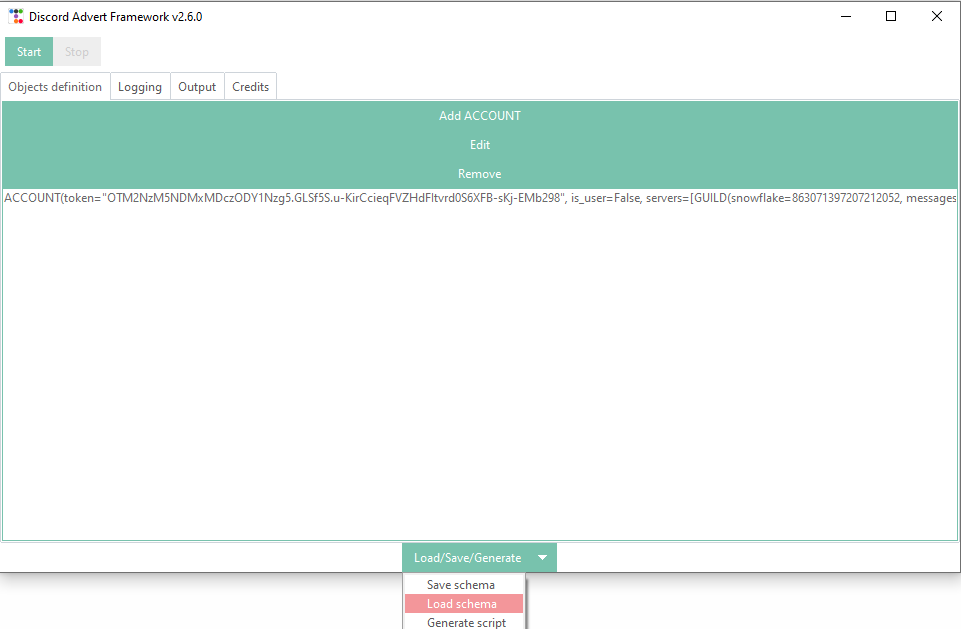 Discord Advert Framework v2.6.0
Start Stop
Objects definition Logging Output Credits
Add ACCOUNT
Edit
Remove
ACCOUNT(token="OTM2NzM5NDMxMDczODY1Nzg5.GLSf5S.u-KirCcieqFVZHdFltvrd0S6XFB-sKj-EMb298", is_user=False, servers=[GUILD(snowflake=863071397207212052, messages
Load/Save/Generate
Save schema
Load schema
Generate script